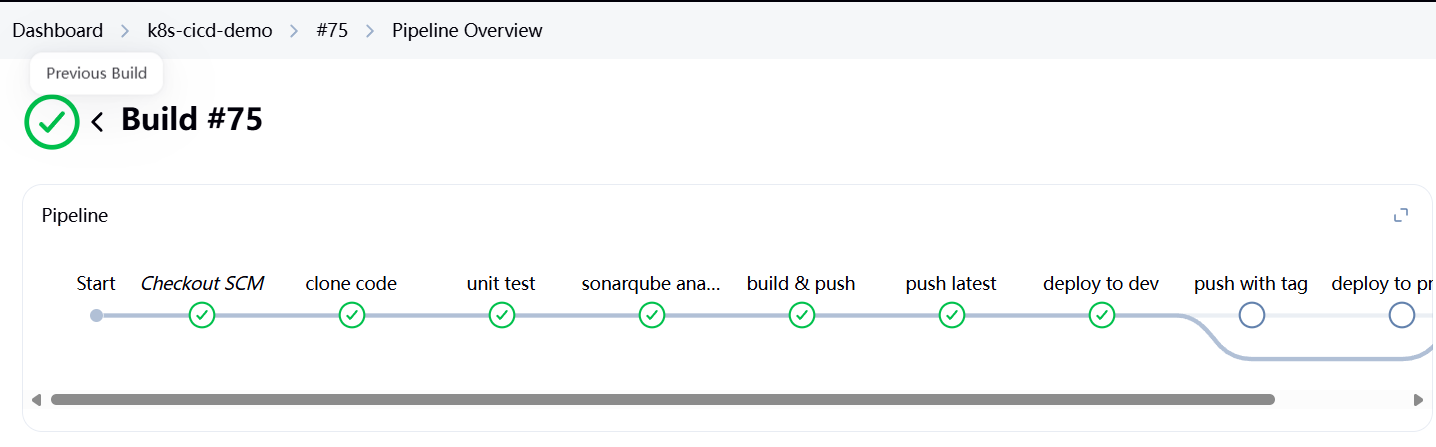 Dashboard > k8s-cicd-demo > #75 > Pipeline Overview
Previous Build
Build #75
Pipeline
Start Checkout SCM clone code unit test sonarqube ana... build & push push latest deploy to dev push with tag deploy to pr